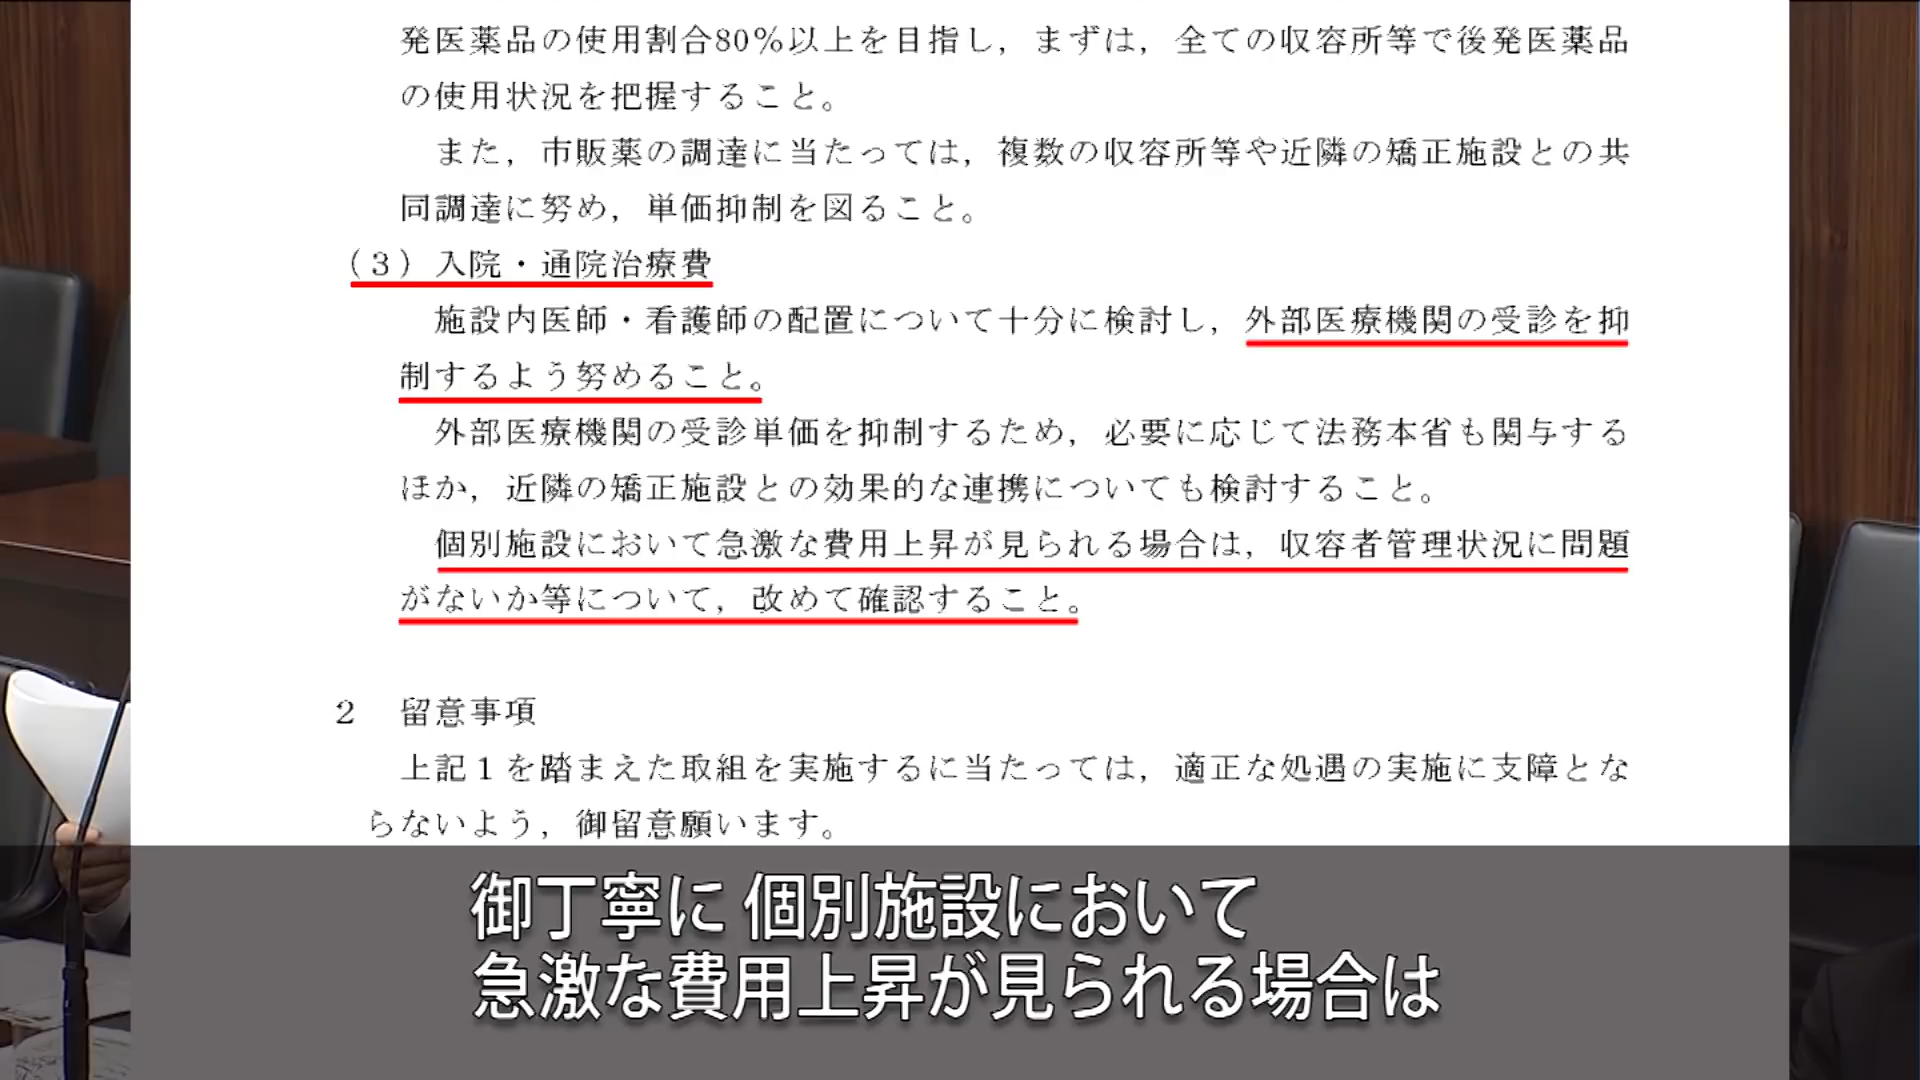 発医薬品の使用割合80%以上を目指し，まずは，全ての収容所等で後発医薬品
の使用状況を把握すること。
また，市販薬の調達に当たっては，複数の収容所等や近隣の矯正施設との共
同調達に努め，単価抑制を図ること。
（3）入院・通院治療費
施設内医師・看護師の配置について十分に検討し，外部医療機関の受診を抑
制するよう努めること。
外部医療機関の受診単価を抑制するため，必要に応じて法務本省も関与する
ほか，近隣の矯正施設との効果的な連携についても検討すること。
個別施設において急激な費用上昇が見られる場合は，収容者管理状況に問題
がないか等について，改めて確認すること。
2　留意事項
上記1を踏まえた取組を実施するに当たっては，適正な処遇の実施に支障とな
らないよう，御留意願います。
御丁寧に 個別施設において
急激な費用上昇が見られる場合は